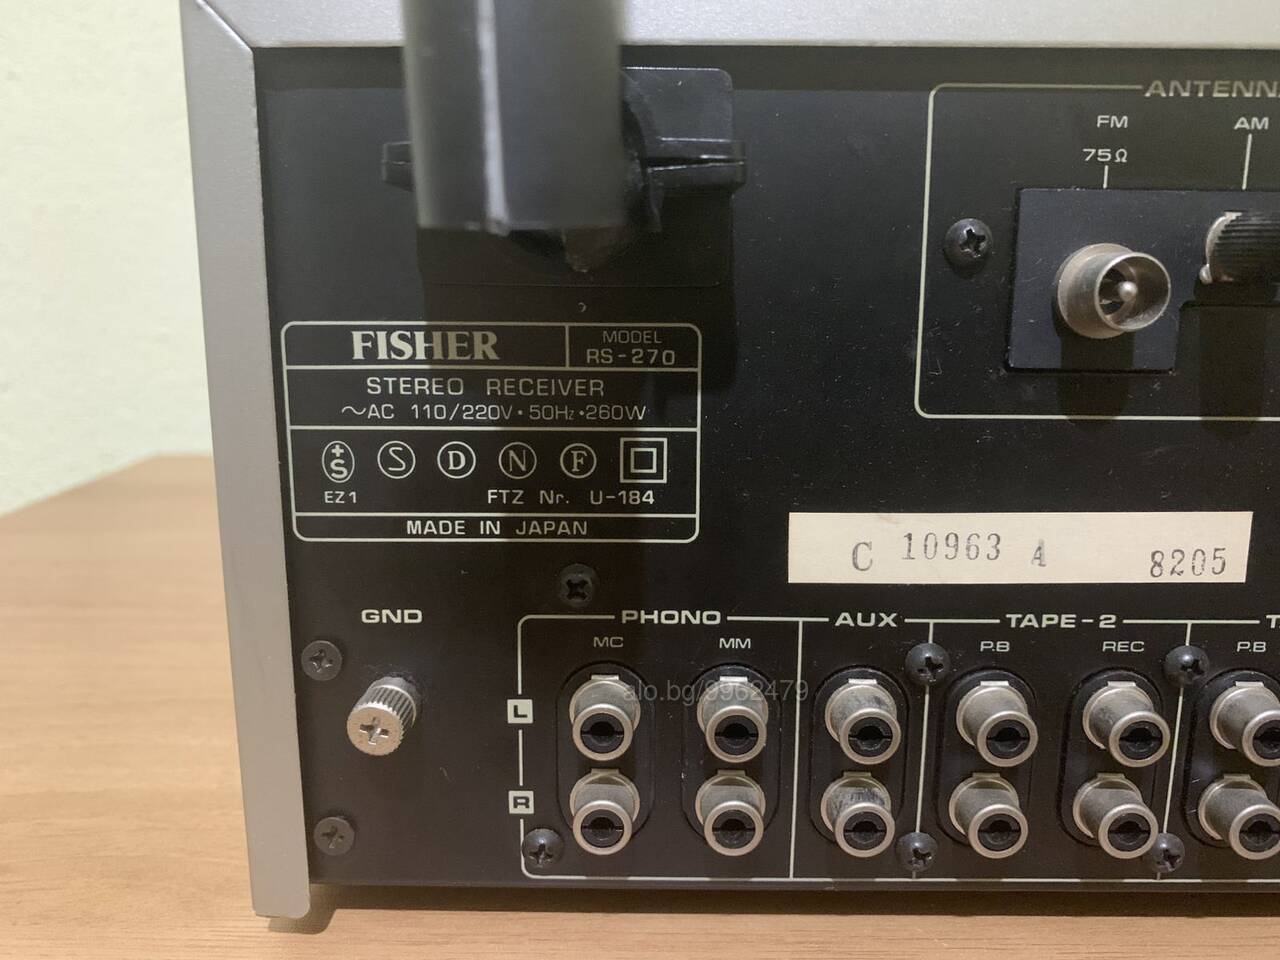 ANTENNA
FM
AM
75Ω
FISHER
MODEL
RS-270
STEREO RECEIVER
~AC 110/220V·50Hz·260W
+S S D N F
EZ1 FTZ Nr. U-184
MADE IN JAPAN
C 10963 A 8205
GND
PHONO
AUX
TAPE-2
MC
MM
P.B
REC
P.B
L
R
alo.bg/9962479